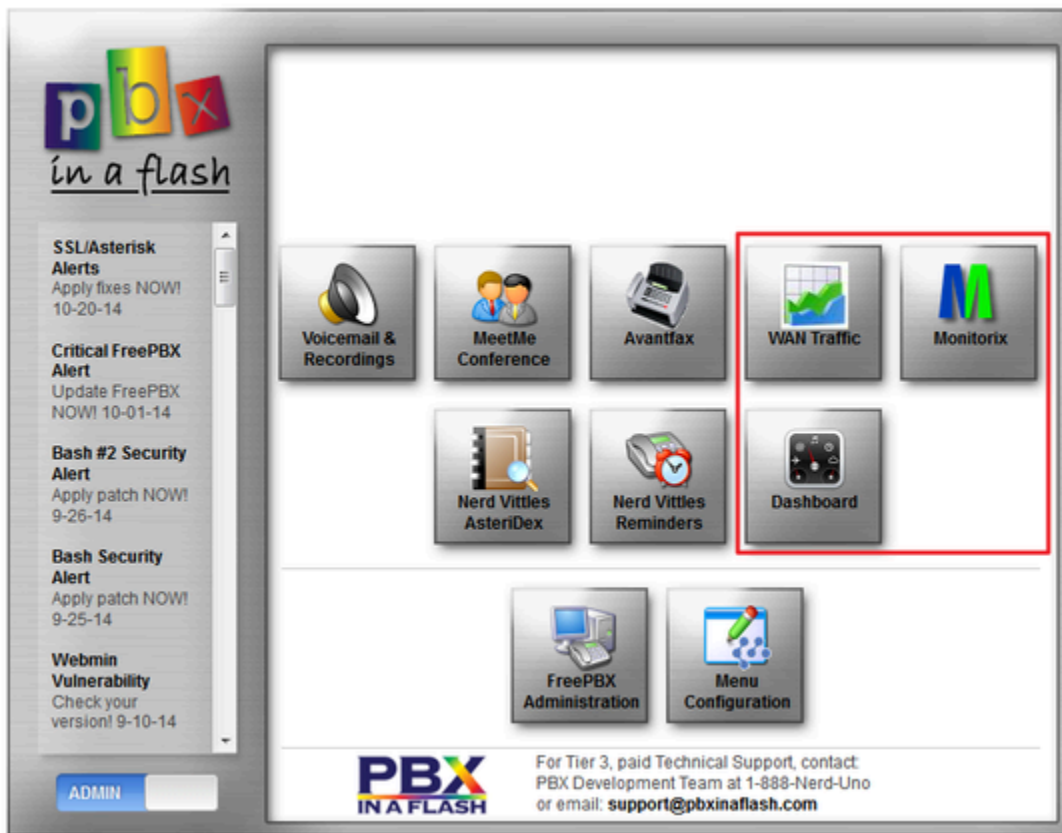 pbx
in a flash
SSL/Asterisk
Alerts
Apply fixes NOW!
10-20-14
Critical FreePBX
Alert
Update FreePBX
NOW! 10-01-14
Bash #2 Security
Alert
Apply patch NOW!
9-26-14
Bash Security
Alert
Apply patch NOW!
9-25-14
Webmin
Vulnerability
Check your
version! 9-10-14
ADMIN
Voicemail &
Recordings
MeetMe
Conference
Avantfax
WAN Traffic
M
Monitorix
Nerd Vittles
AsteriDex
Nerd Vittles
Reminders
Dashboard
FreePBX
Administration
Menu
Configuration
PBX
IN A FLASH
For Tier 3, paid Technical Support, contact:
PBX Development Team at 1-888-Nerd-Uno
or email: support@pbxinaflash.com